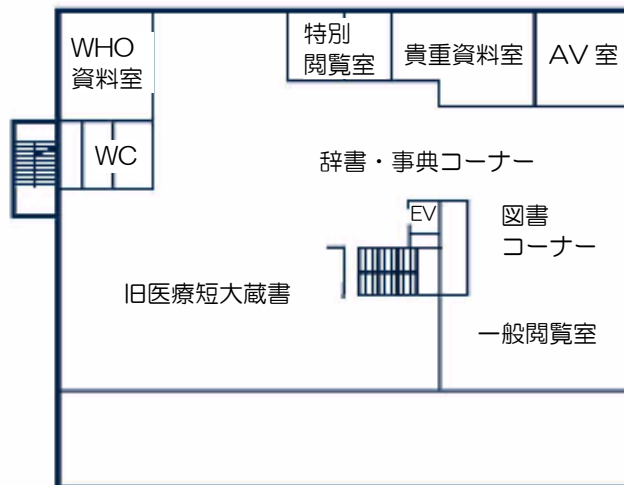 WHO
資料室
特別
閲覧室
貴重資料室
AV 室
WC
辞書・事典コーナー
EV
図書
コーナー
旧医療短大蔵書
一般閲覧室